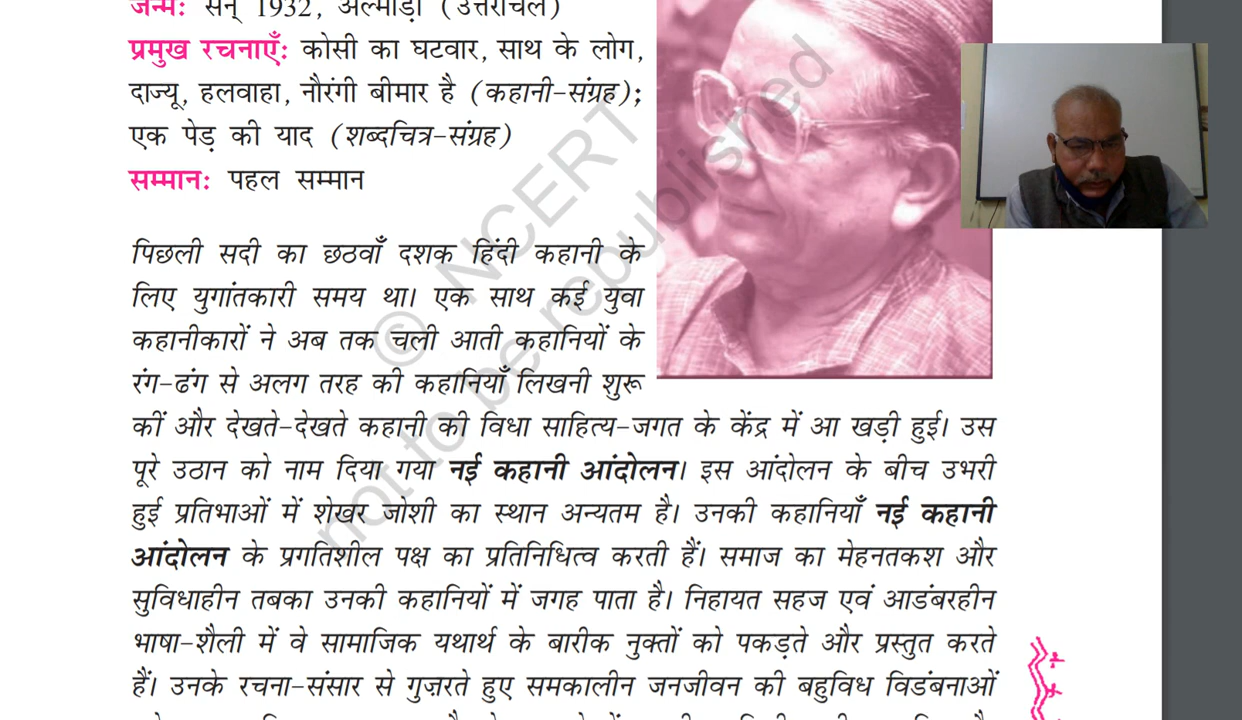 जन्म: सन् 1932, अल्मोड़ा (उत्तरांचल)
प्रमुख रचनाएँ: कोसी का घटवार, साथ के लोग,
दाज्यू, हलवाहा, नौरंगी बीमार है (कहानी-संग्रह);
एक पेड़ की याद (शब्दचित्र-संग्रह)
सम्मान: पहल सम्मान
पिछली सदी का छठवाँ दशक हिंदी कहानी के
लिए युगांतकारी समय था। एक साथ कई युवा
कहानीकारों ने अब तक चली आती कहानियों के
रंग-ढंग से अलग तरह की कहानियाँ लिखनी शुरू
कीं और देखते-देखते कहानी की विधा साहित्य-जगत के केंद्र में आ खड़ी हुई। उस
पूरे उठान को नाम दिया गया नई कहानी आंदोलन। इस आंदोलन के बीच उभरी
हुई प्रतिभाओं में शेखर जोशी का स्थान अन्यतम है। उनकी कहानियाँ नई कहानी
आंदोलन के प्रगतिशील पक्ष का प्रतिनिधित्व करती हैं। समाज का मेहनतकश और
सुविधाहीन तबका उनकी कहानियों में जगह पाता है। निहायत सहज एवं आडंबरहीन
भाषा-शैली में वे सामाजिक यथार्थ के बारीक नुक्तों को पकड़ते और प्रस्तुत करते
हैं। उनके रचना-संसार से गुज़रते हुए समकालीन जनजीवन की बहुविध विडंबनाओं
© NCERT
not to be republished